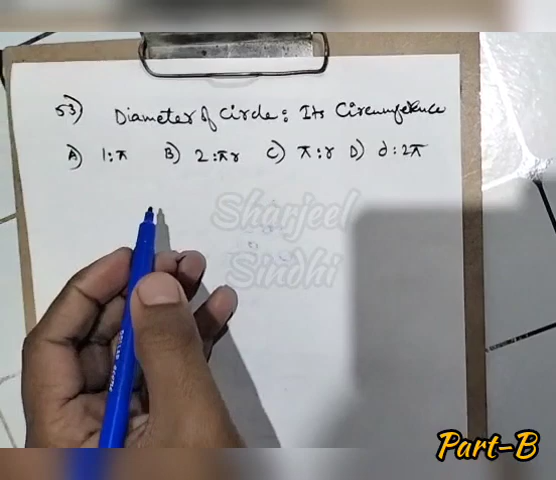 53) Diameter of Circle : Its Circumference
A) 1:π B) 2:πr C) π:r D) d:2π
Sharjeel
Sindhi
Part-B